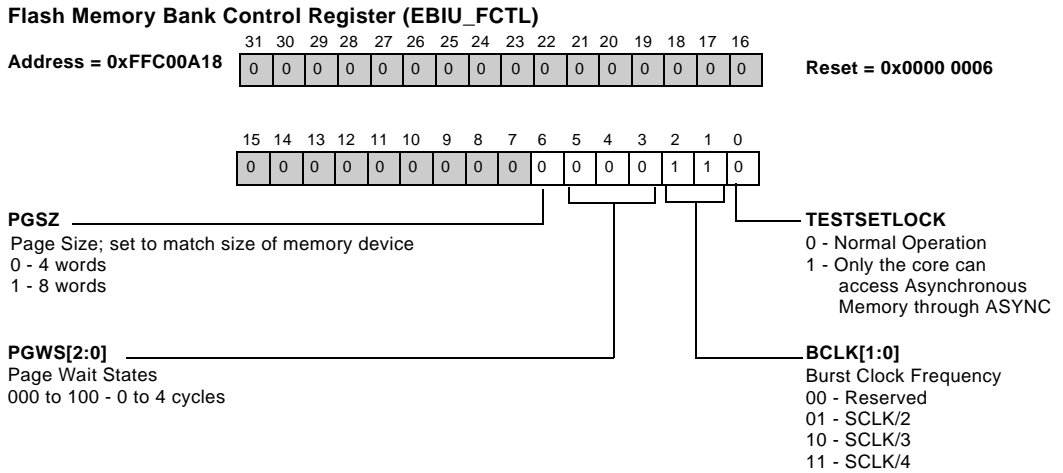 Flash Memory Bank Control Register (EBIU_FCTL)
31 30 29 28 27 26 25 24 23 22 21 20 19 18 17 16
Address = 0xFFC00A18
0 0 0 0 0 0 0 0 0 0 0 0 0 0 0 0
Reset = 0x0000 0006
15 14 13 12 11 10 9 8 7 6 5 4 3 2 1 0
0 0 0 0 0 0 0 0 0 0 0 0 0 1 1 0
PGSZ
Page Size; set to match size of memory device
0 - 4 words
1 - 8 words
TESTSETLOCK
0 - Normal Operation
1 - Only the core can
access Asynchronous
Memory through ASYNC
PGWS[2:0]
Page Wait States
000 to 100 - 0 to 4 cycles
BCLK[1:0]
Burst Clock Frequency
00 - Reserved
01 - SCLK/2
10 - SCLK/3
11 - SCLK/4